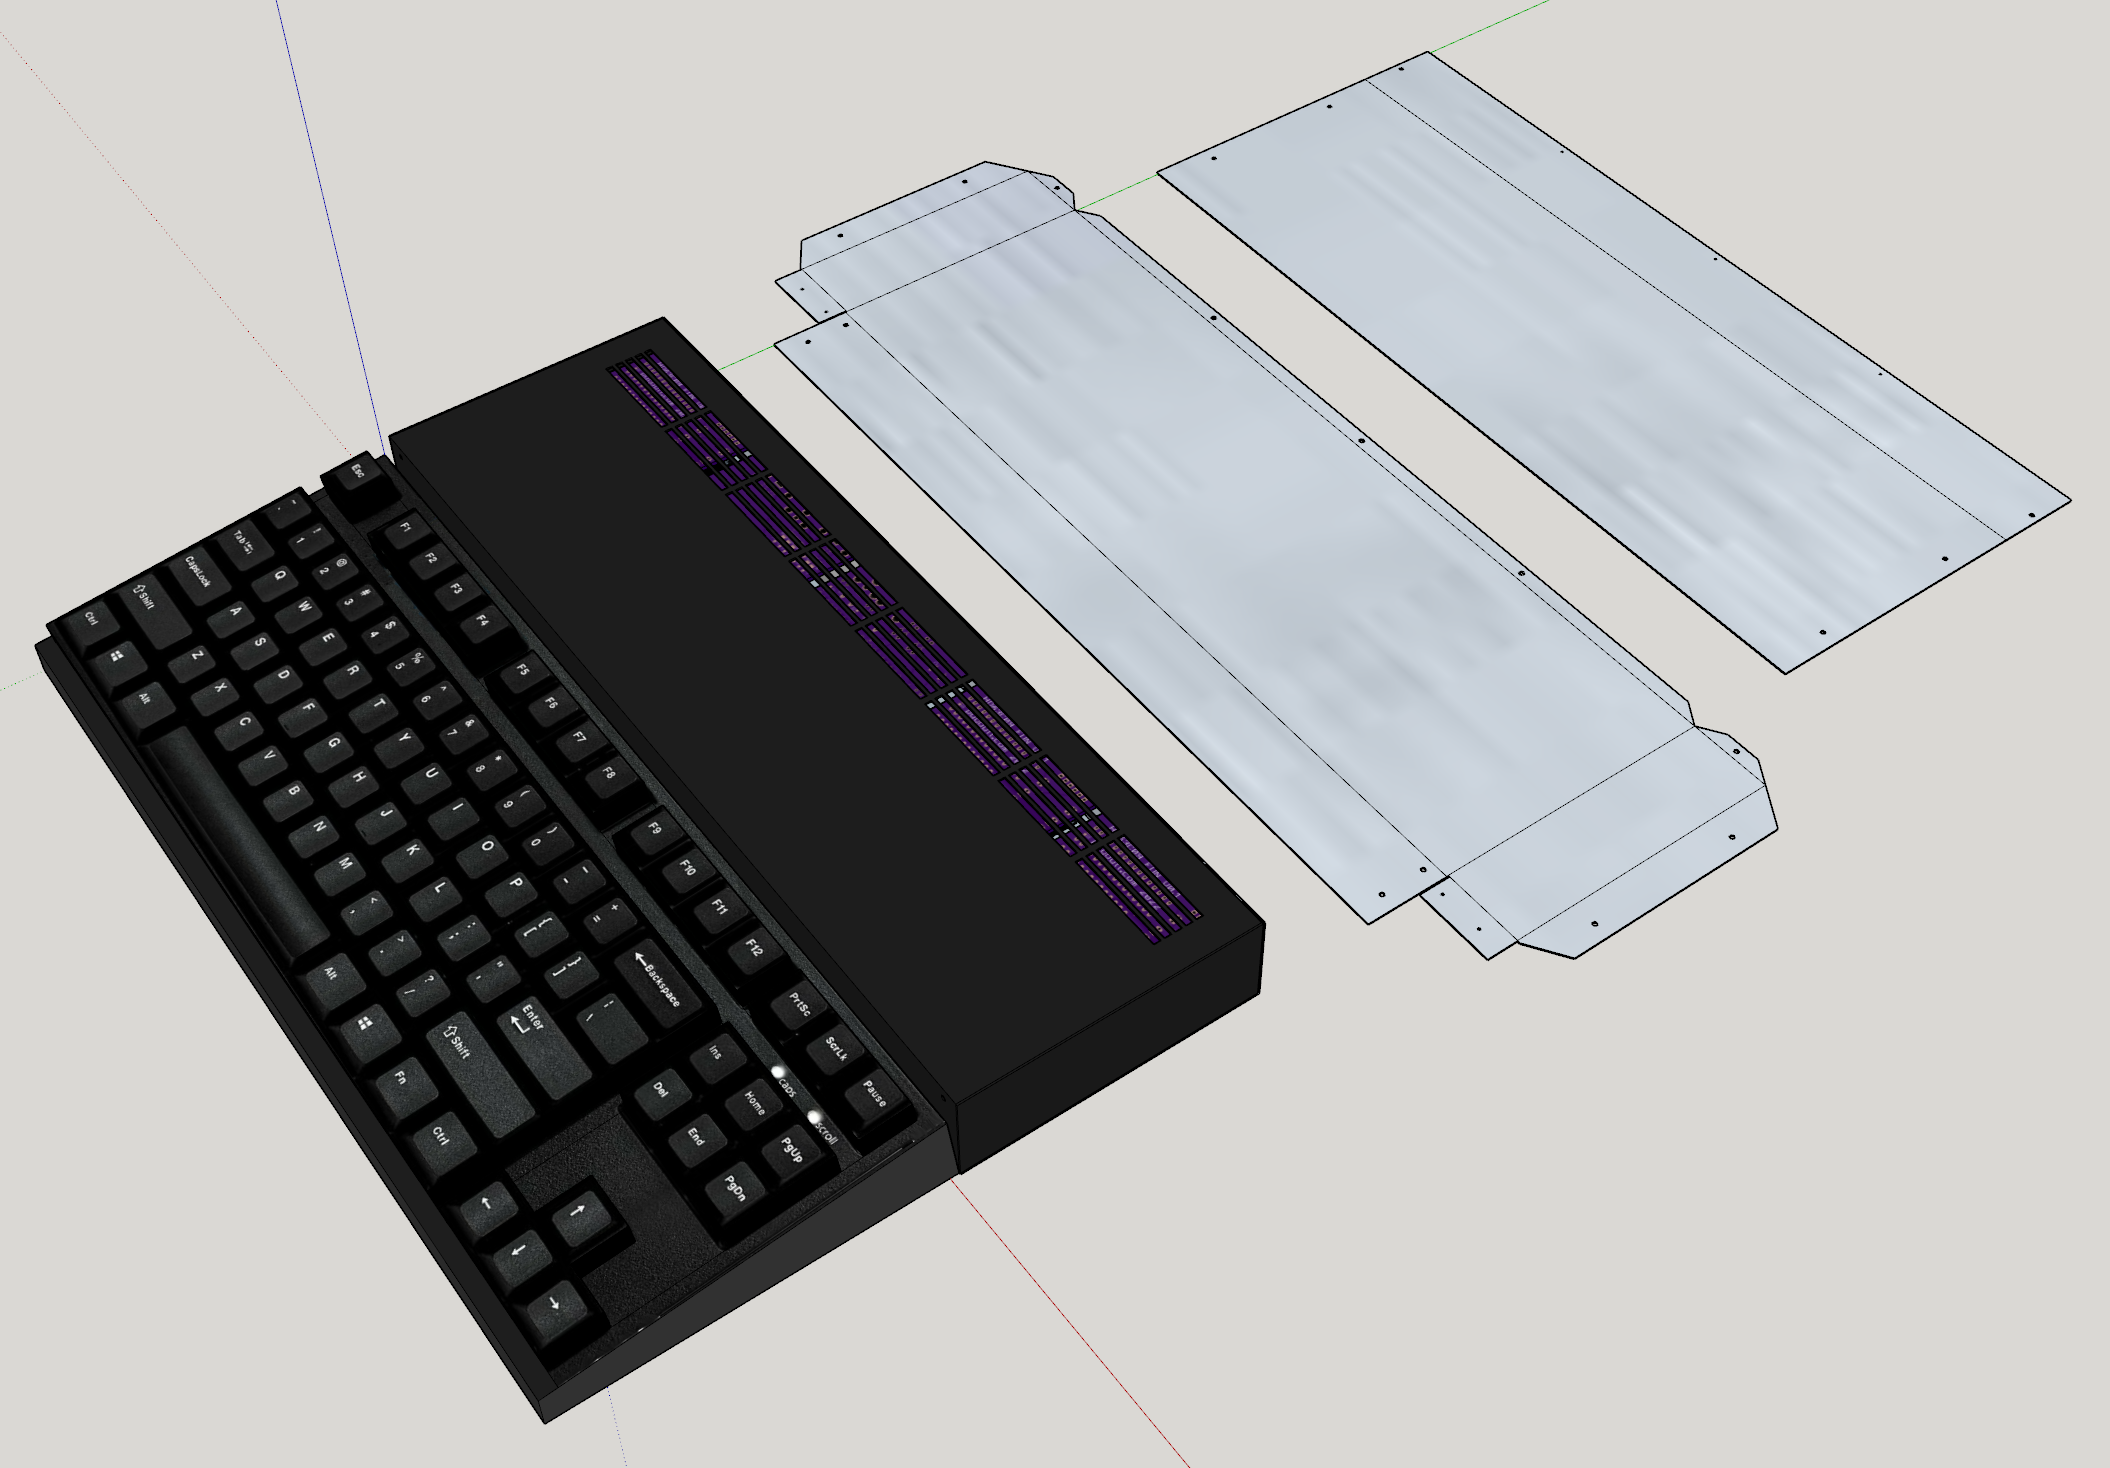 Esc F1 F2 F3 F4 F5 F6 F7 F8 F9 F10 F11 F12 PrtSc ScrLk Pause
~ ` ! 1 @ 2 # 3 $ 4 % 5 ^ 6 & 7 * 8 ( 9 ) 0 - + = Backspace Ins Home PgUp
Tab Q W E R T Y U I O P { [ } ] \ Del End PgDn
CapsLock A S D F G H J K L : ; " ' Enter
Shift Z X C V B N M < , > . ? / Shift ↑
Ctrl Alt Alt Fn Ctrl ← ↓ →
caps
scroll